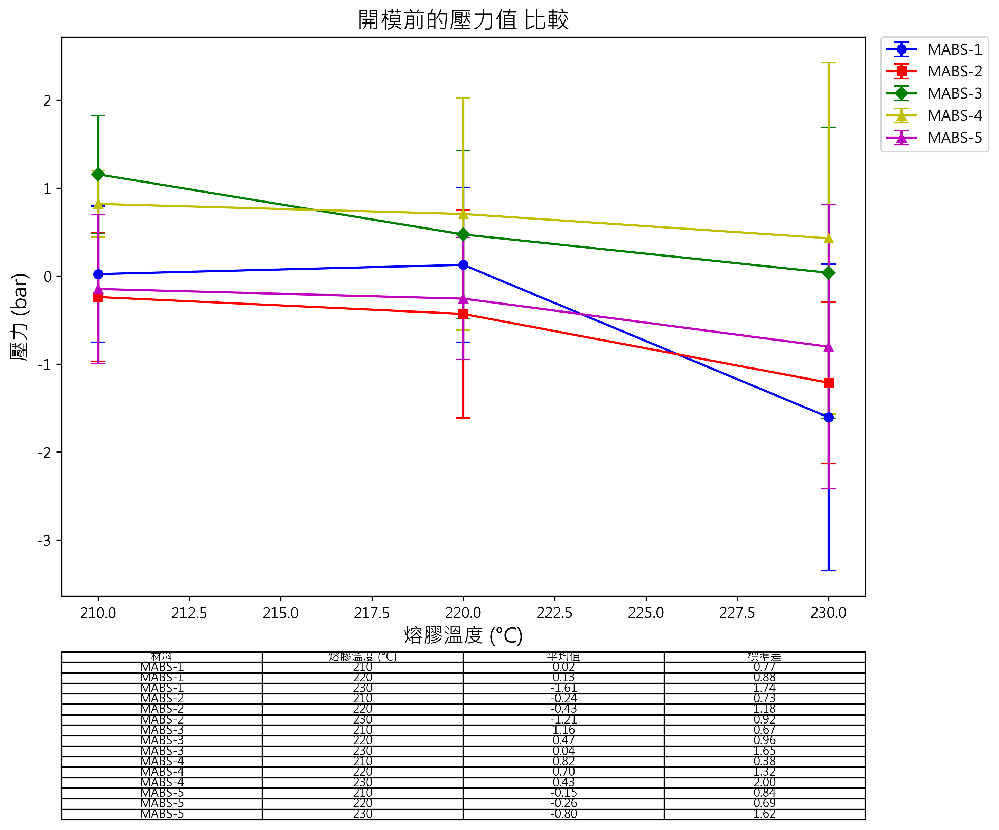 開模前的壓力值 比較
MABS-1
MABS-2
MABS-3
MABS-4
MABS-5
壓力 (bar)
2
1
0
-1
-2
-3
210.0 212.5 215.0 217.5 220.0 222.5 225.0 227.5 230.0
熔膠溫度 (°C)
材料 熔膠溫度 (°C) 平均值 標準差
MABS-1 210 0.02 0.77
MABS-1 220 0.13 0.88
MABS-1 230 -1.61 1.74
MABS-2 210 -0.24 0.73
MABS-2 220 -0.43 1.18
MABS-2 230 -1.21 0.92
MABS-3 210 1.16 0.67
MABS-3 220 0.47 0.96
MABS-3 230 0.04 1.65
MABS-4 210 0.82 0.38
MABS-4 220 0.70 1.32
MABS-4 230 0.43 2.00
MABS-5 210 -0.15 0.84
MABS-5 220 -0.26 0.69
MABS-5 230 -0.80 1.62